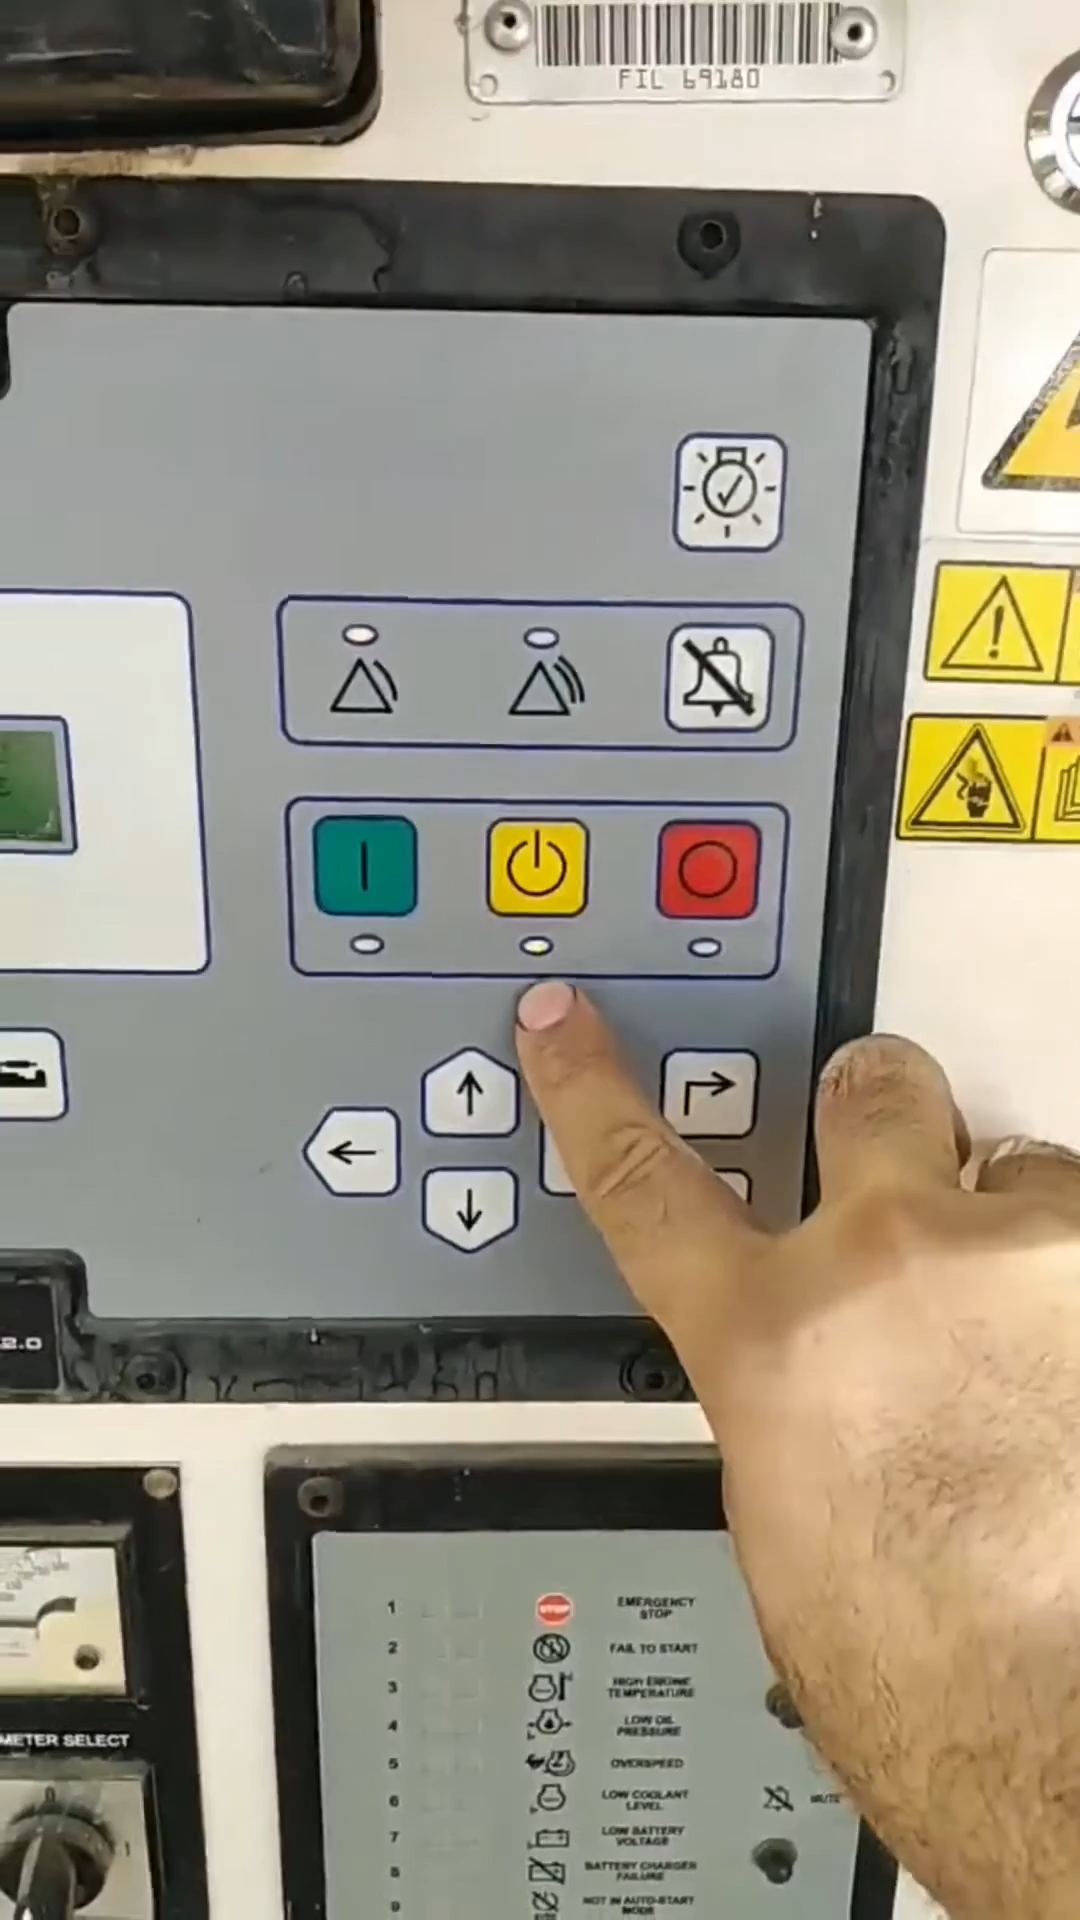 FIL 69180
2.0
METER SELECT
1 STOP EMERGENCY STOP
2 FAIL TO START
3 HIGH ENGINE TEMPERATURE
4 LOW OIL PRESSURE
5 OVERSPEED
6 LOW COOLANT LEVEL
MUTE
7 LOW BATTERY VOLTAGE
8 BATTERY CHARGER FAILURE
9 NOT IN AUTO-START MODE